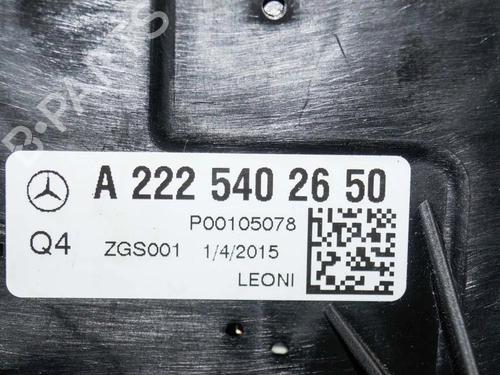 B-PARTS
A 222 540 26 50
P00105078
Q4 ZGS001 1/4/2015
LEONI